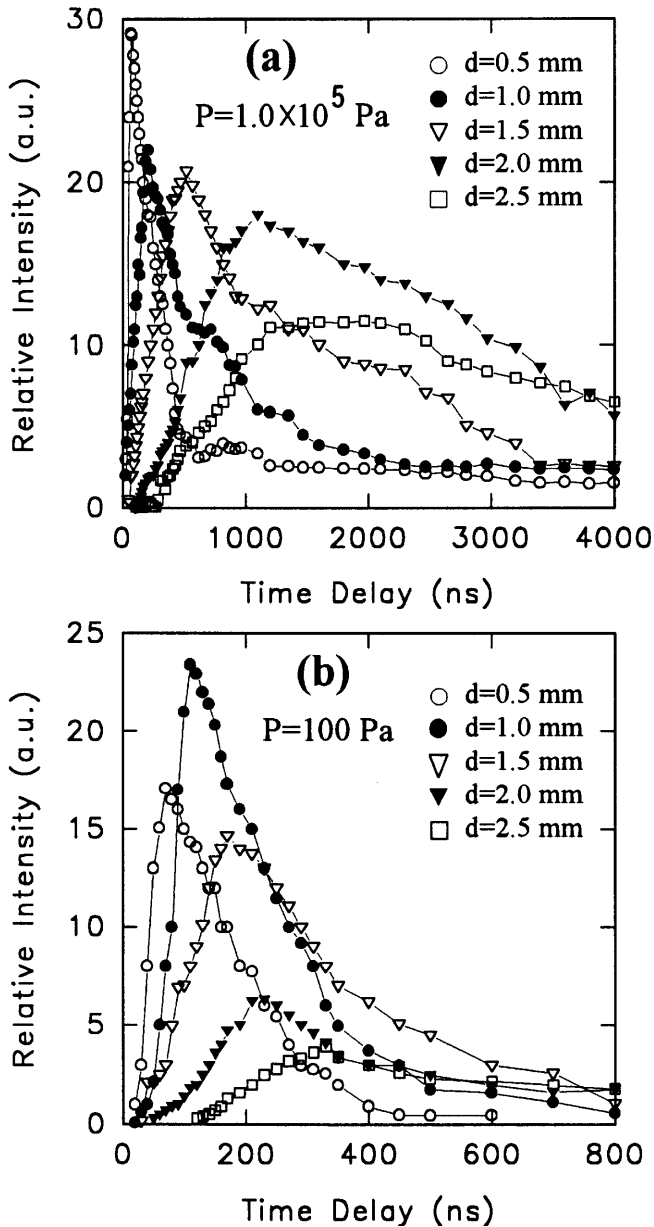 30
(a)
P=1.0×10⁵ Pa
d=0.5 mm
d=1.0 mm
d=1.5 mm
d=2.0 mm
d=2.5 mm
20
10
0
Relative Intensity (a.u.)
0 1000 2000 3000 4000
Time Delay (ns)
25
(b)
P=100 Pa
d=0.5 mm
d=1.0 mm
d=1.5 mm
d=2.0 mm
d=2.5 mm
20
15
10
5
0
Relative Intensity (a.u.)
0 200 400 600 800
Time Delay (ns)